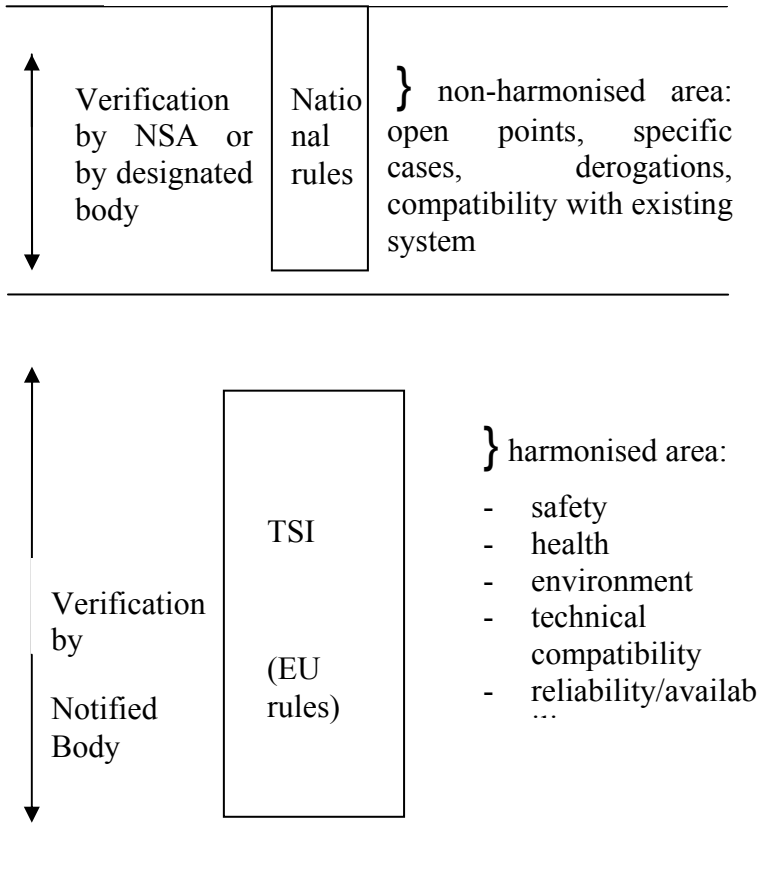 Verification
by NSA or
by designated
body
Natio
nal
rules
} non-harmonised area:
open points, specific
cases, derogations,
compatibility with existing
system
Verification
by
Notified
Body
TSI
(EU
rules)
} harmonised area:
- safety
- health
- environment
- technical
compatibility
- reliability/availab